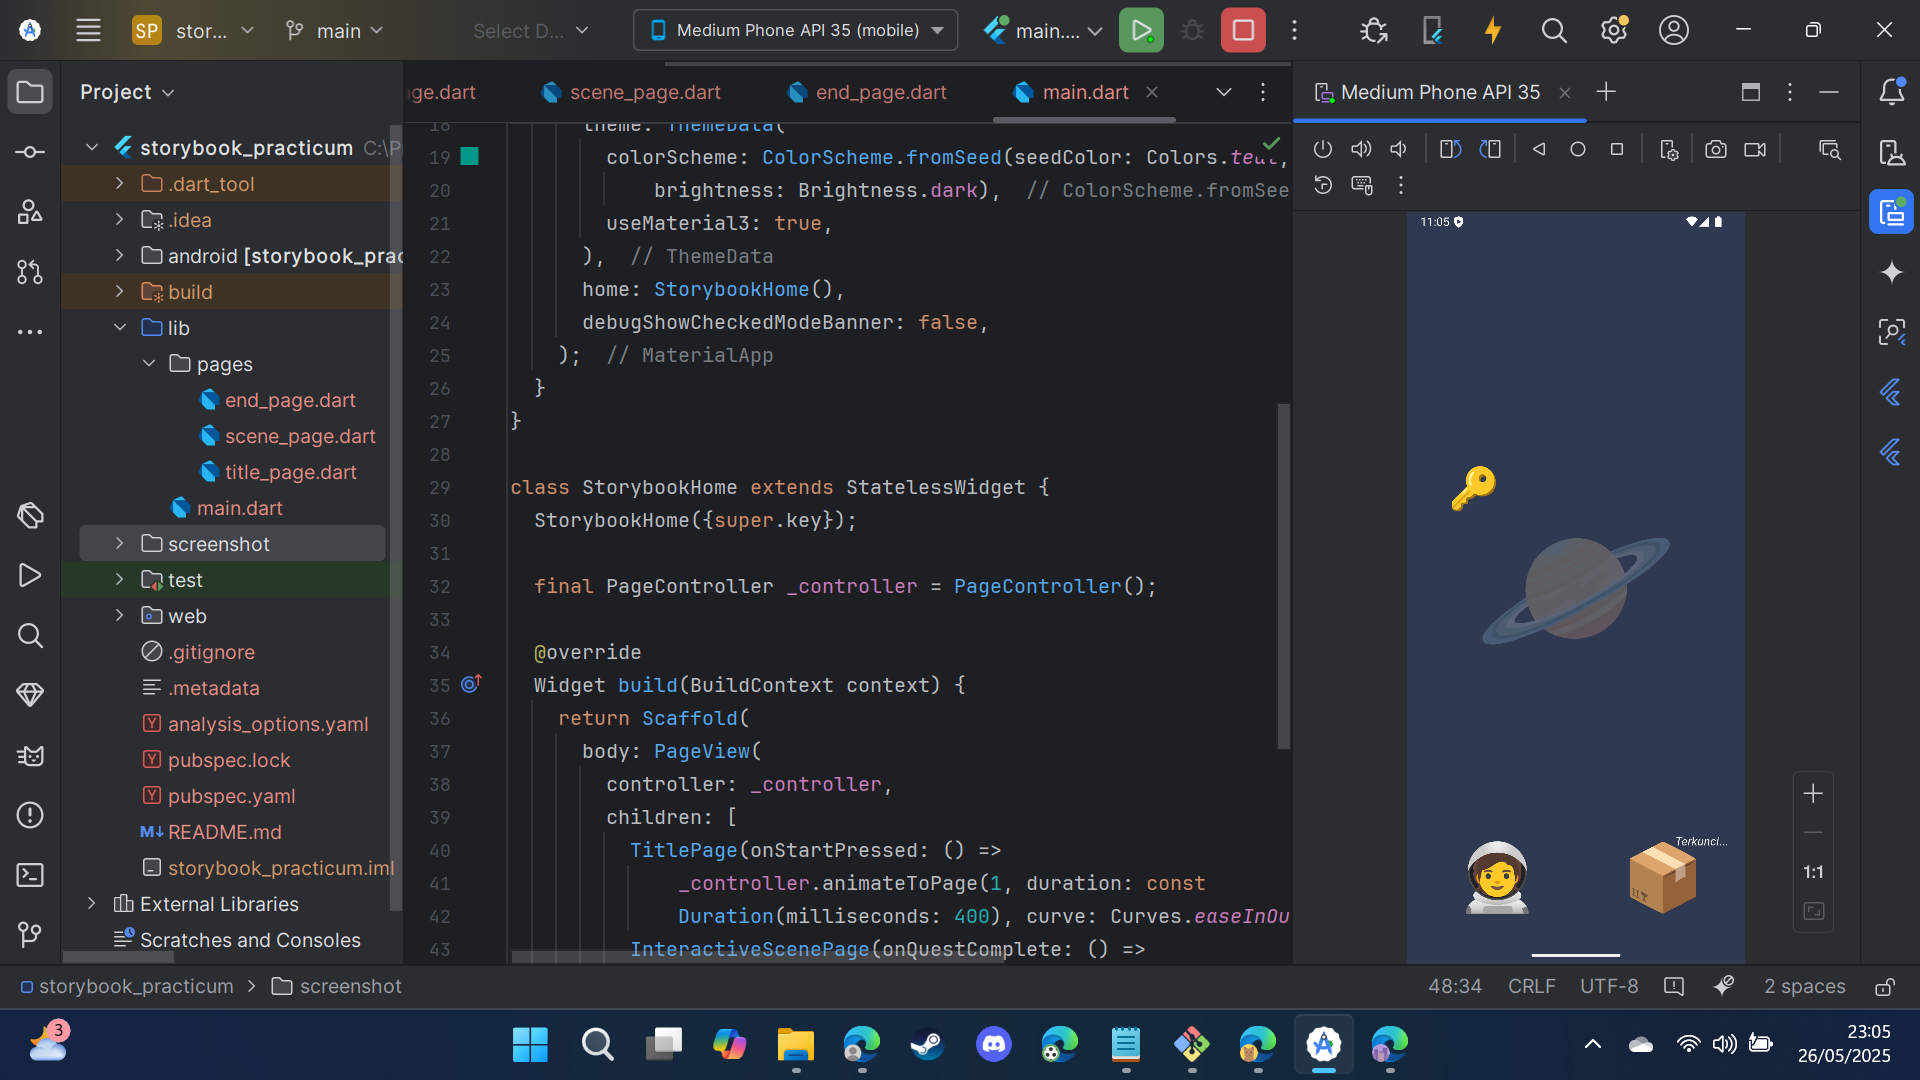 SP stor... main Select D... Medium Phone API 35 (mobile) main....
Project
storybook_practicum C:\P
.dart_tool
.idea
android [storybook_prac
build
lib
pages
end_page.dart
scene_page.dart
title_page.dart
main.dart
screenshot
test
web
.gitignore
.metadata
analysis_options.yaml
pubspec.lock
pubspec.yaml
README.md
storybook_practicum.iml
External Libraries
Scratches and Consoles
ge.dart scene_page.dart end_page.dart main.dart
18 theme: ThemeData(
19 colorScheme: ColorScheme.fromSeed(seedColor: Colors.teal,
20 brightness: Brightness.dark), // ColorScheme.fromSee
21 useMaterial3: true,
22 ), // ThemeData
23 home: StorybookHome(),
24 debugShowCheckedModeBanner: false,
25 ); // MaterialApp
26 }
27 }
28
29 class StorybookHome extends StatelessWidget {
30 StorybookHome({super.key});
31
32 final PageController _controller = PageController();
33
34 @override
35 Widget build(BuildContext context) {
36 return Scaffold(
37 body: PageView(
38 controller: _controller,
39 children: [
40 TitlePage(onStartPressed: () =>
41 _controller.animateToPage(1, duration: const
42 Duration(milliseconds: 400), curve: Curves.easeInOu
43 InteractiveScenePage(onQuestComplete: () =>
Medium Phone API 35
11:05
Terkunci...
1:1
storybook_practicum > screenshot
48:34 CRLF UTF-8 2 spaces
3
23:05
26/05/2025